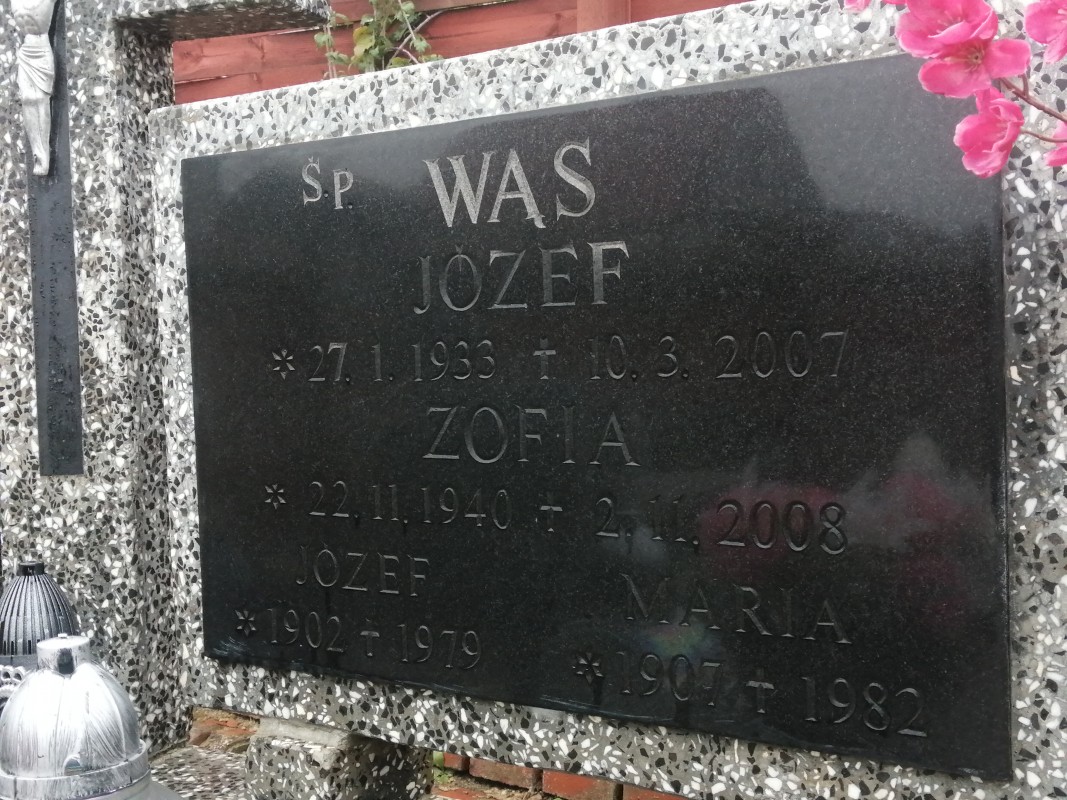 Ś.P. WĄS
JÓZEF
* 27. 1. 1933 + 10. 3. 2007
ZOFIA
* 22. 11. 1940 + 2. 11. 2008
JÓZEF MARIA
* 1902 + 1979 * 1907 + 1982